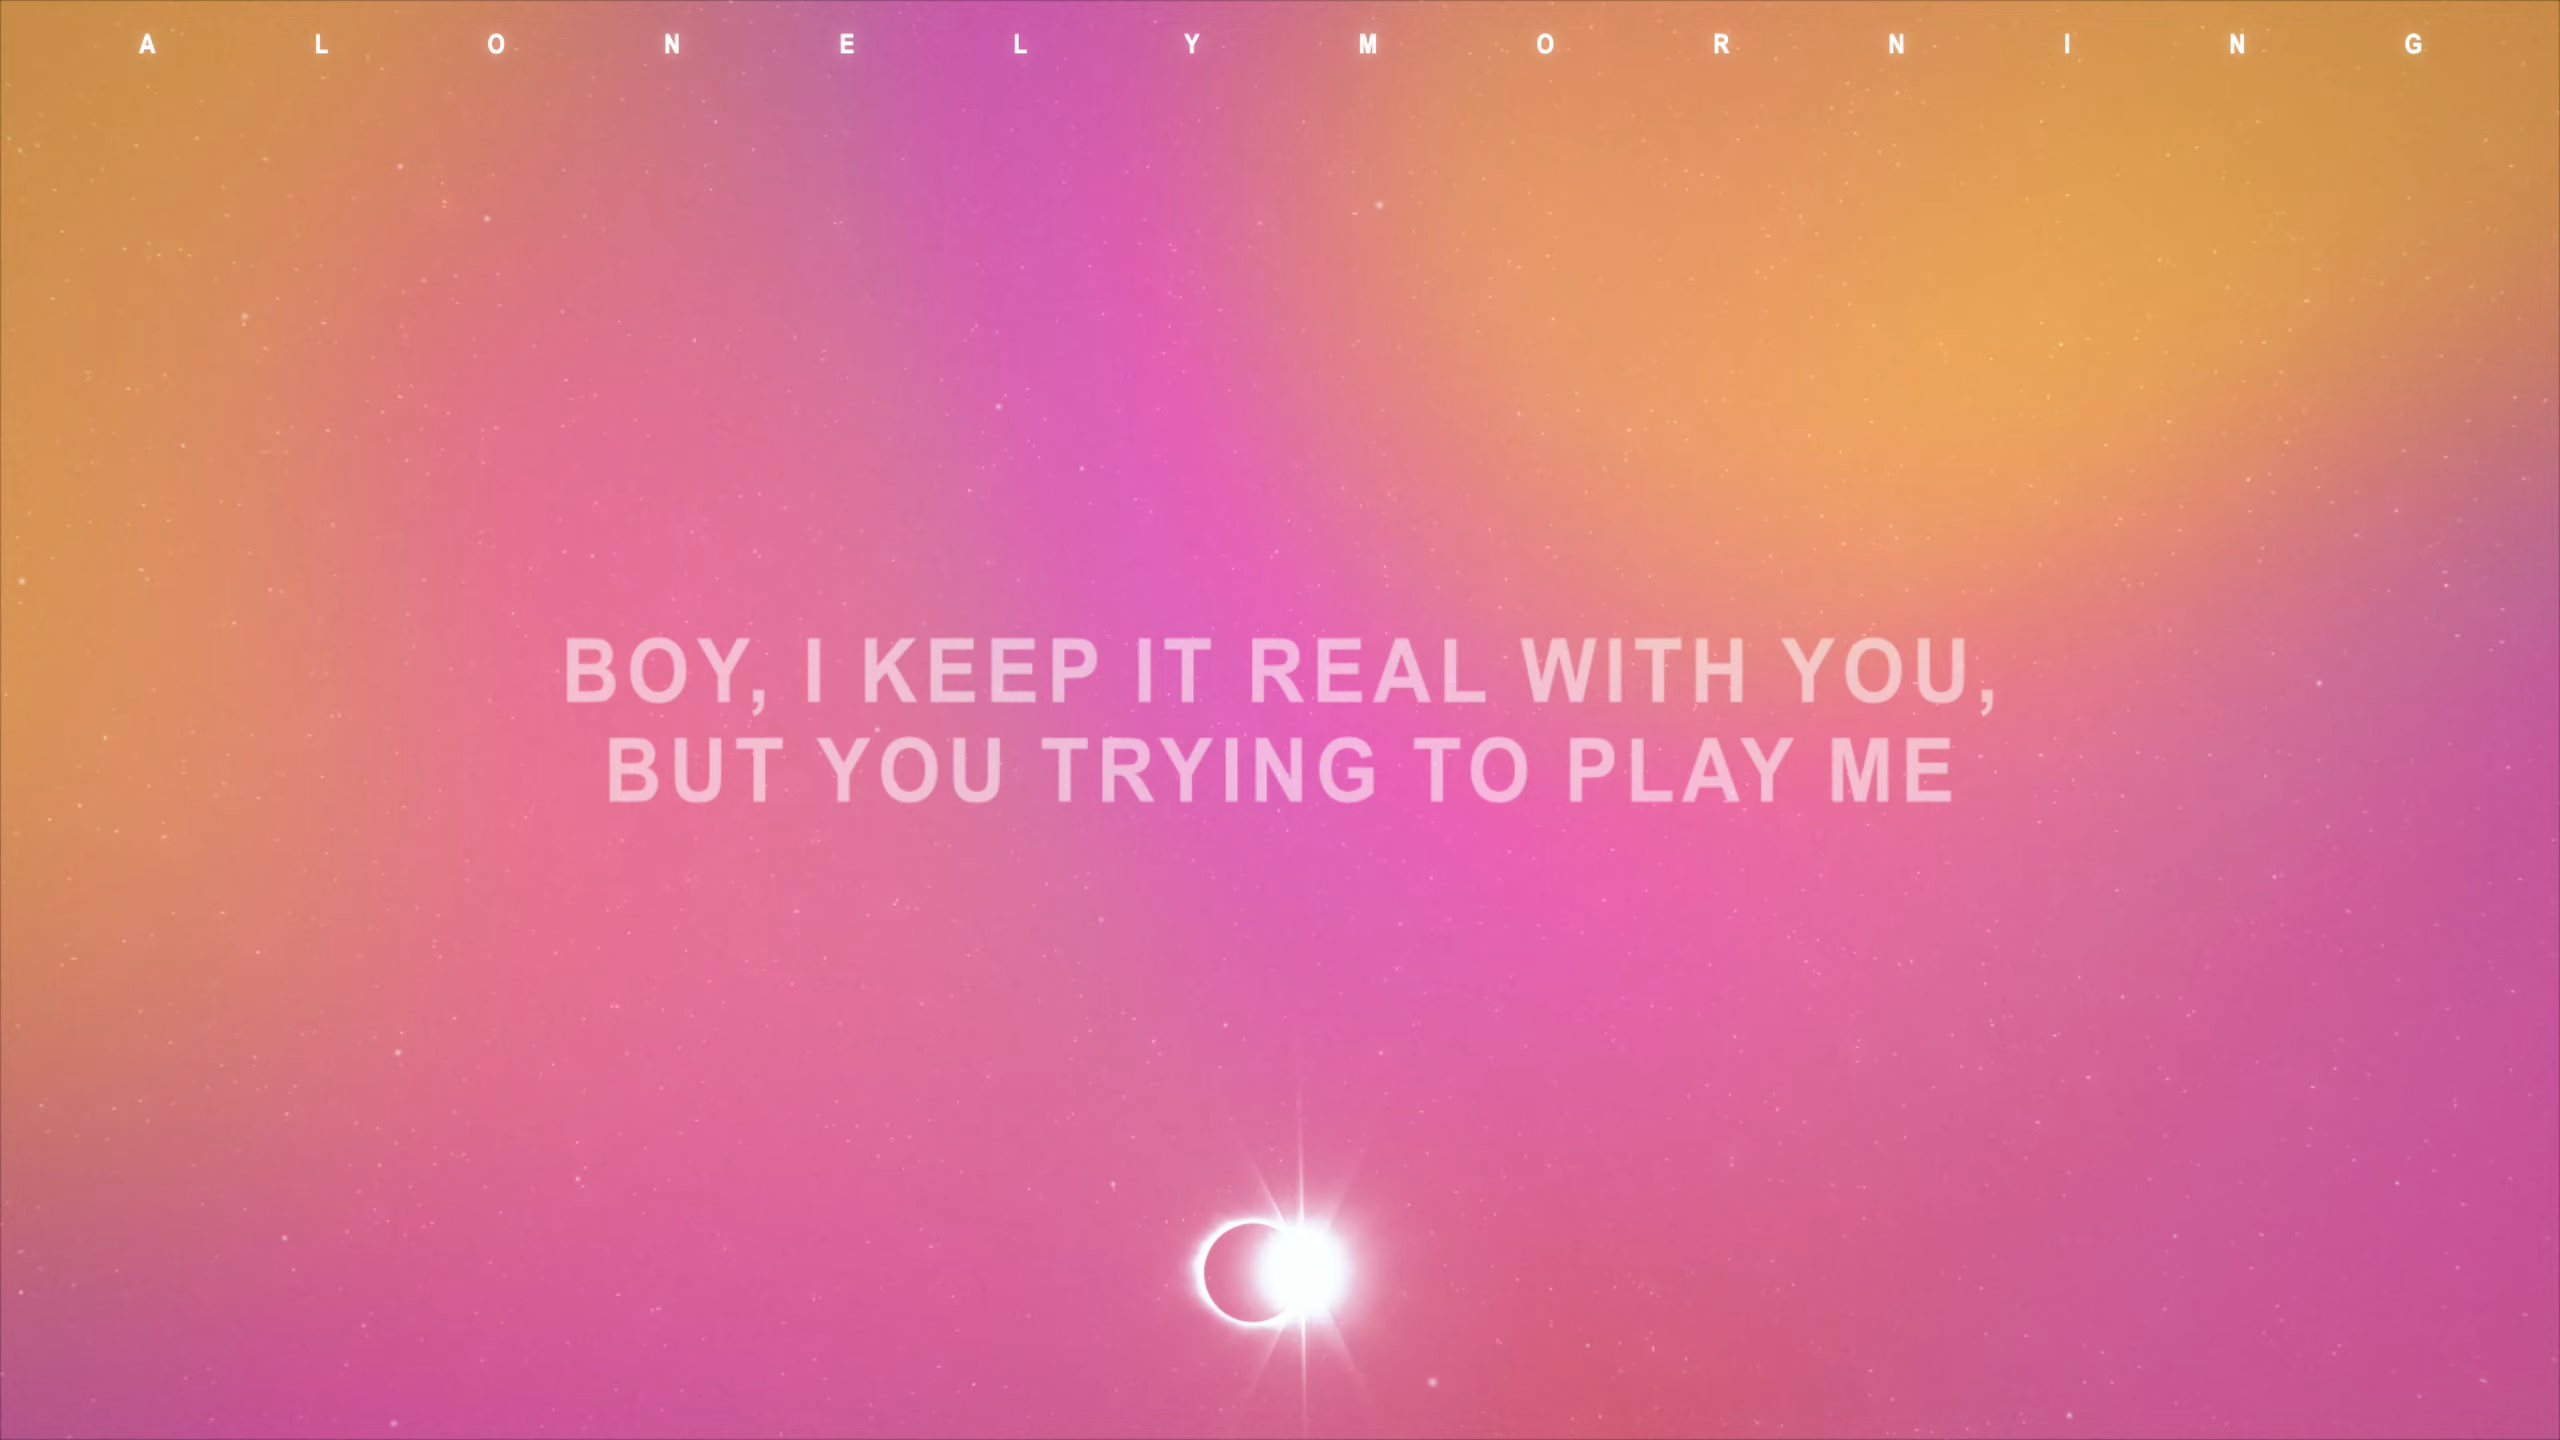 A L O N E L Y M O R N I N G
BOY, I KEEP IT REAL WITH YOU,
BUT YOU TRYING TO PLAY ME